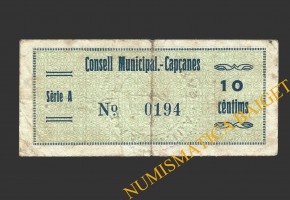 Consell Municipal.-Capçanes
Sèrie A
Nº 0194
10
cèntims
NUMISMATICA BAGET